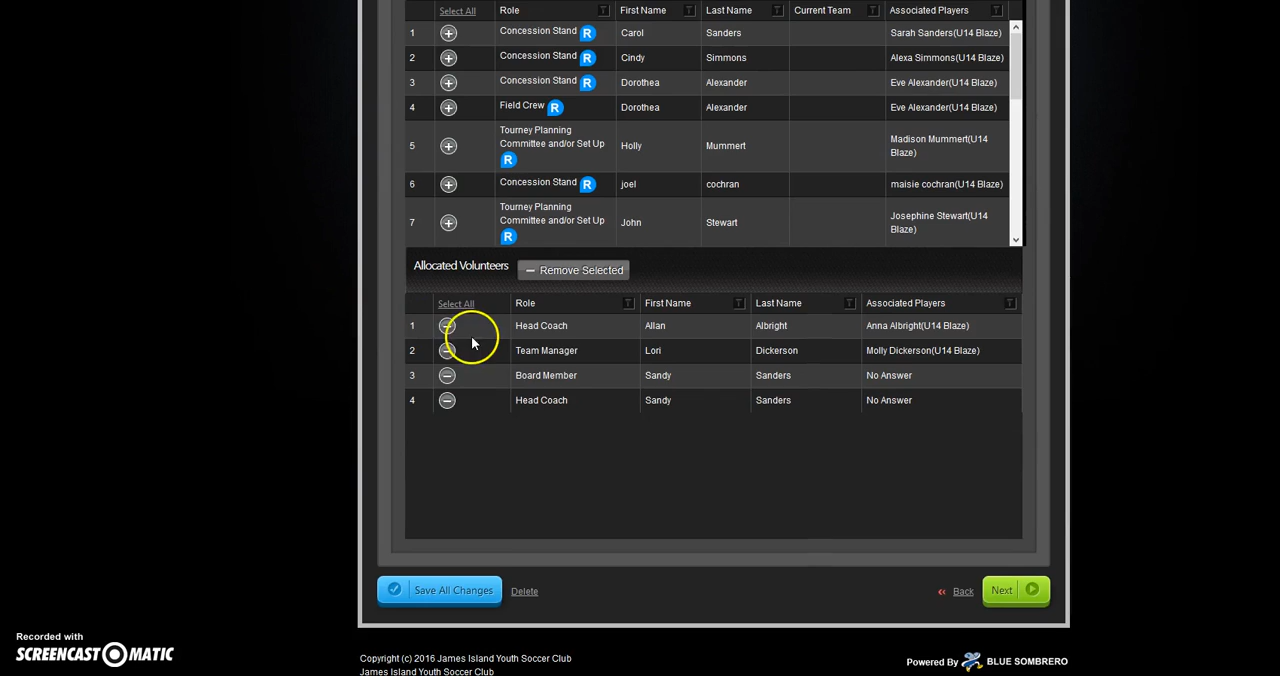 Select All Role First Name Last Name Current Team Associated Players
1 Concession Stand R Carol Sanders Sarah Sanders(U14 Blaze)
2 Concession Stand R Cindy Simmons Alexa Simmons(U14 Blaze)
3 Concession Stand R Dorothea Alexander Eve Alexander(U14 Blaze)
4 Field Crew R Dorothea Alexander Eve Alexander(U14 Blaze)
Tourney Planning
5 Committee and/or Set Up Holly Mummert Madison Mummert(U14
R Blaze)
6 Concession Stand R joel cochran maisie cochran(U14 Blaze)
Tourney Planning
7 Committee and/or Set Up John Stewart Josephine Stewart(U14
R Blaze)
Allocated Volunteers Remove Selected
Select All Role First Name Last Name Associated Players
1 Head Coach Allan Albright Anna Albright(U14 Blaze)
2 Team Manager Lori Dickerson Molly Dickerson(U14 Blaze)
3 Board Member Sandy Sanders No Answer
4 Head Coach Sandy Sanders No Answer
Save All Changes Delete Back Next
Recorded with
SCREENCAST-O-MATIC
Copyright (c) 2016 James Island Youth Soccer Club
James Island Youth Soccer Club
Powered By BLUE SOMBRERO